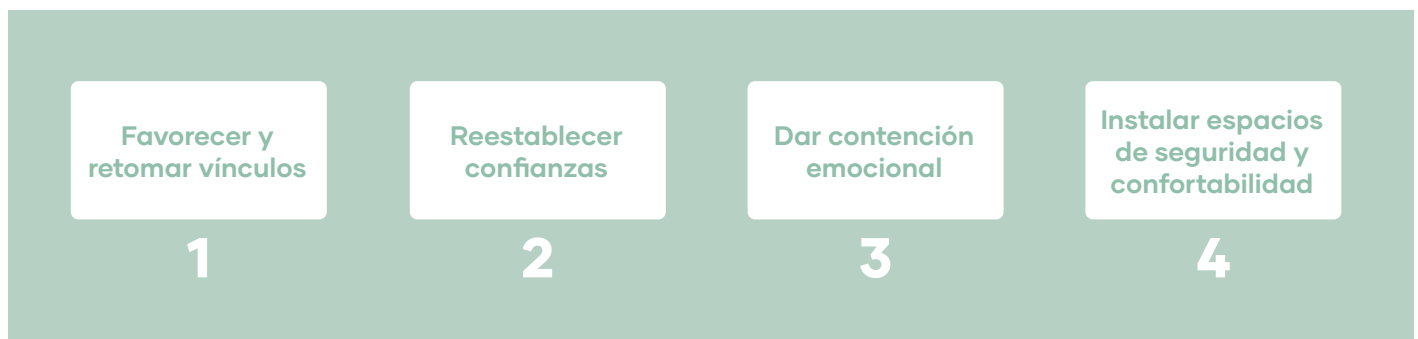 Favorecer y
retomar vínculos
1
Reestablecer
confianzas
2
Dar contención
emocional
3
Instalar espacios
de seguridad y
confortabilidad
4